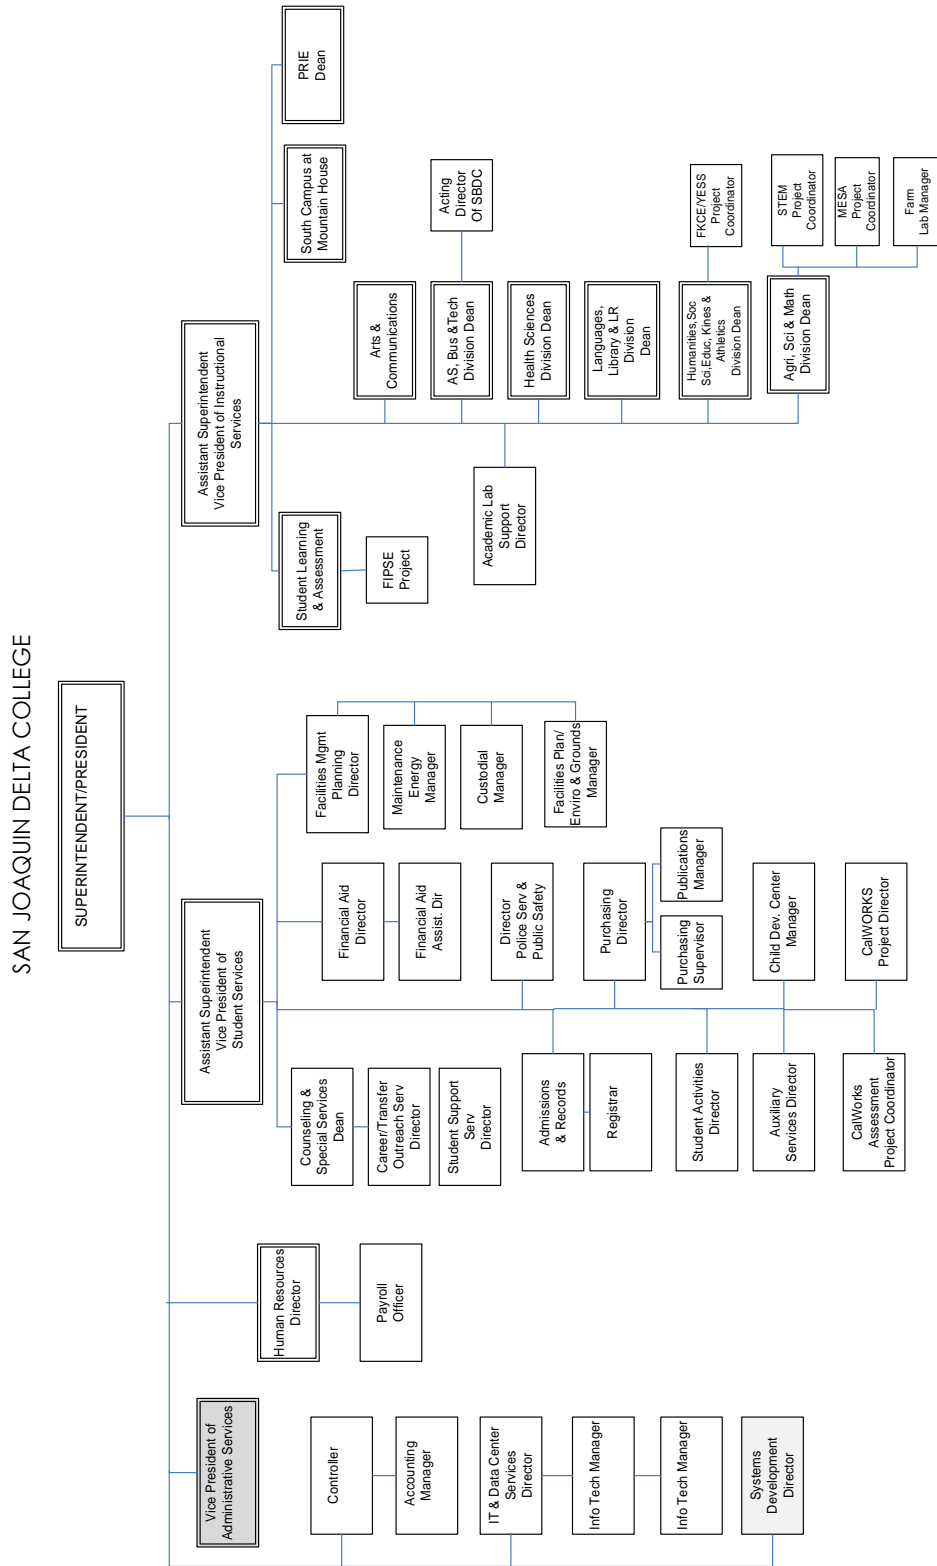 SAN JOAQUIN DELTA COLLEGE
SUPERINTENDENT/PRESIDENT
Vice President of
Administrative Services
Controller
Accounting
Manager
IT & Data Center
Services
Director
Info Tech Manager
Info Tech Manager
Systems
Development
Director
Human Resources
Director
Payroll
Officer
Assistant Superintendent
Vice President of
Student Services
Counseling &
Special Services
Dean
Career/Transfer
Outreach Serv
Director
Student Support
Serv
Director
Admissions
& Records
Registrar
Student Activities
Director
Auxiliary
Services Director
CalWorks
Assessment
Project Coordinator
Financial Aid
Director
Financial Aid
Assist. Dir
Director
Police Serv &
Public Safety
Purchasing
Director
Purchasing
Supervisor
Publications
Manager
Child Dev. Center
Manager
CalWORKS
Project Director
Facilities Mgmt
Planning
Director
Maintenance
Energy
Manager
Custodial
Manager
Facilities Plan/
Enviro & Grounds
Manager
Assistant Superintendent
Vice President of Instructional
Services
Student Learning
& Assessment
FIPSE
Project
Academic Lab
Support
Director
Arts &
Communications
AS, Bus &Tech
Division Dean
Acting
Director
Of SBDC
Health Sciences
Division Dean
Languages,
Library & LR
Division
Dean
Humanities,Soc
Sci,Educ, Kines &
Athletics
Division Dean
FKCE/YESS
Project
Coordinator
Agri, Sci & Math
Division Dean
STEM
Project
Coordinator
MESA
Project
Coordinator
Farm
Lab Manager
South Campus at
Mountain House
PRIE
Dean